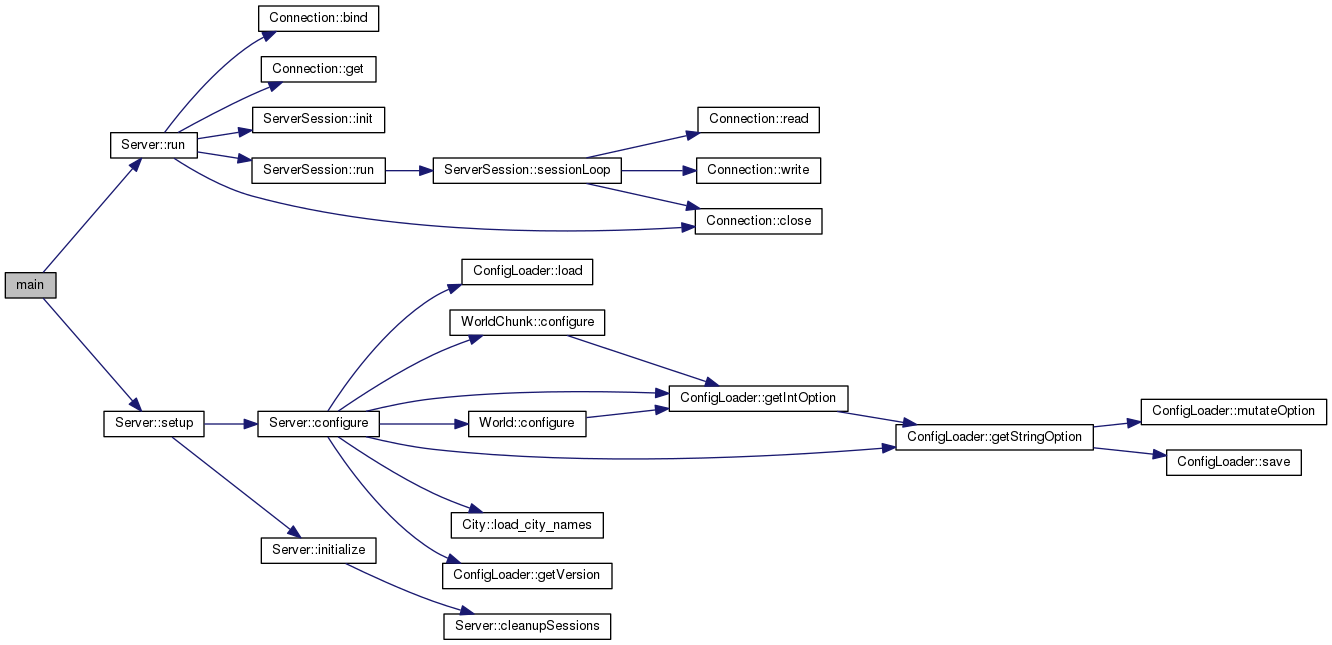 Connection::bind
Connection::get
ServerSession::init
Connection::read
Server::run
ServerSession::run
ServerSession::sessionLoop
Connection::write
Connection::close
ConfigLoader::load
main
WorldChunk::configure
ConfigLoader::getIntOption
ConfigLoader::mutateOption
Server::setup
Server::configure
World::configure
ConfigLoader::getStringOption
ConfigLoader::save
City::load_city_names
Server::initialize
ConfigLoader::getVersion
Server::cleanupSessions